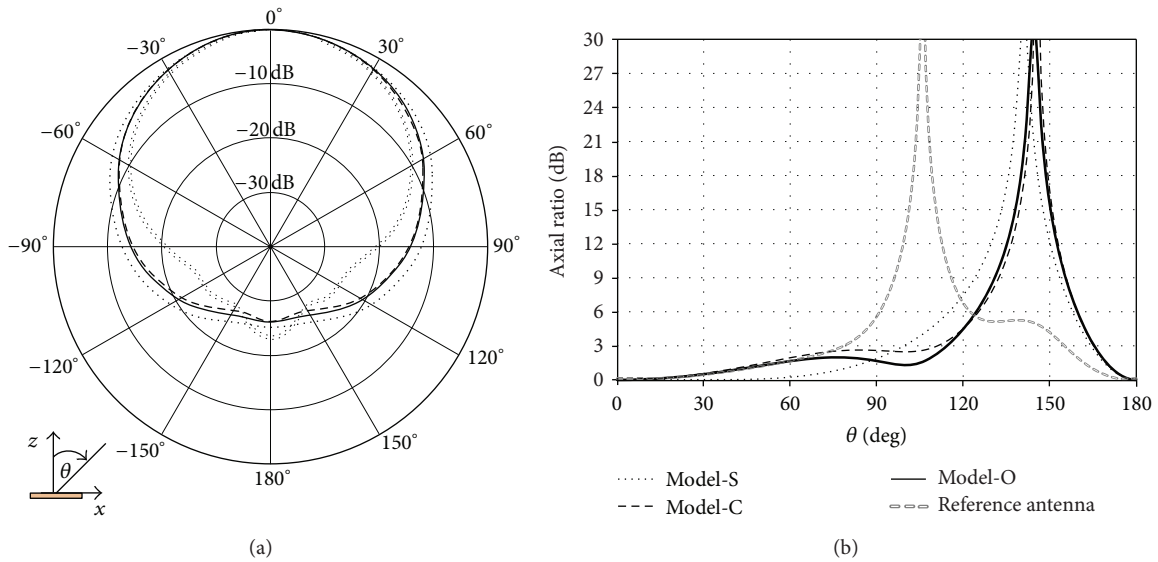 0°
−30°
30°
−10 dB
−60°
−20 dB
60°
−30 dB
−90°
90°
−120°
120°
−150°
150°
180°
z
θ
x
(a)
Axial ratio (dB)
30
27
24
21
18
15
12
9
6
3
0
0
30
60
90
120
150
180
θ (deg)
Model-S
Model-C
Model-O
Reference antenna
(b)